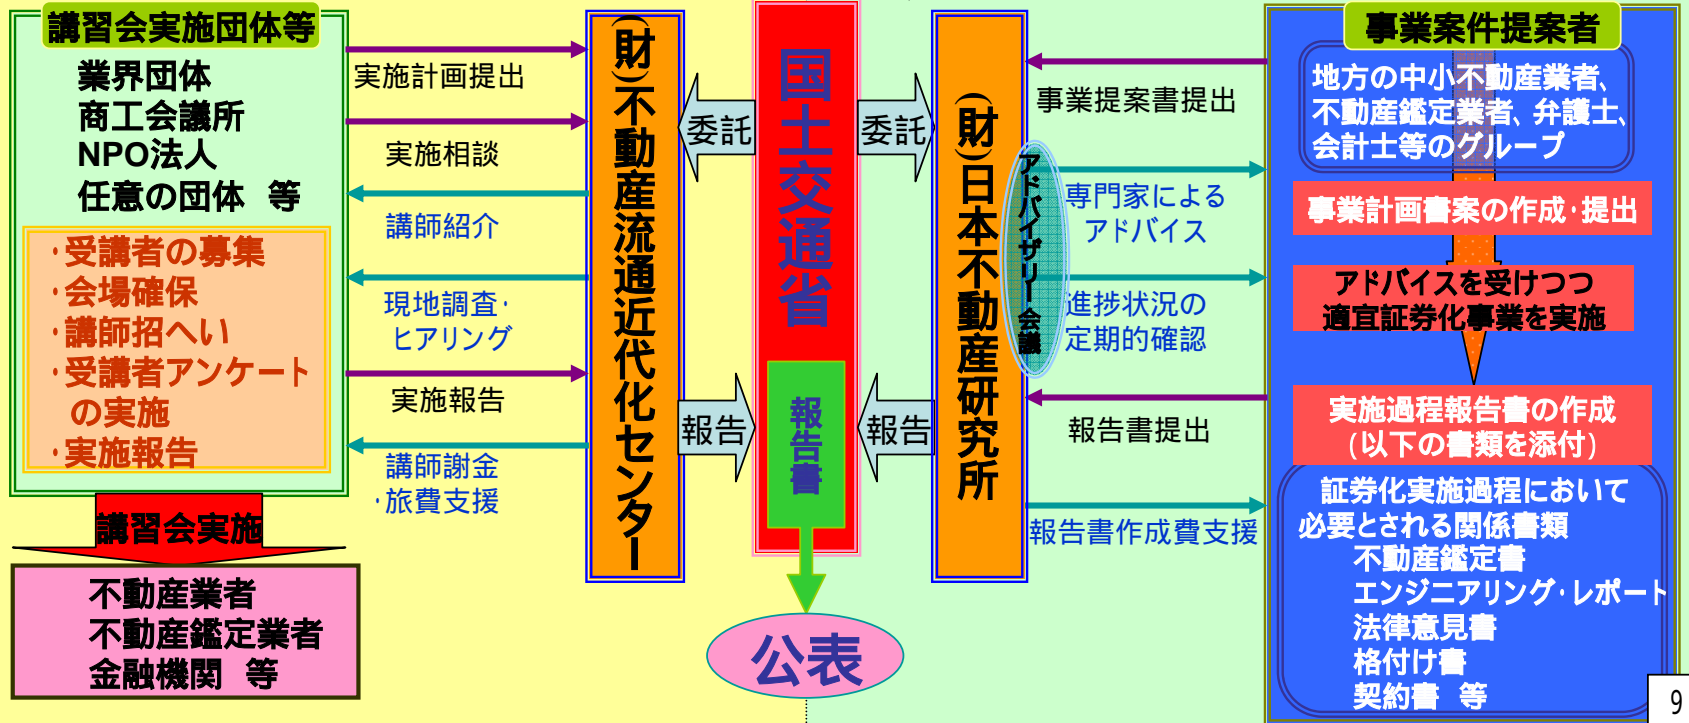 講習会実施団体等
業界団体
商工会議所
NPO法人
任意の団体　等
・受講者の募集
・会場確保
・講師招へい
・受講者アンケート
の実施
・実施報告
講習会実施
不動産業者
不動産鑑定業者
金融機関　等
実施計画提出
実施相談
講師紹介
現地調査・
ヒアリング
実施報告
講師謝金
・旅費支援
(財)不動産流通近代化センター
委託
報告
国土交通省
報告書
公表
委託
報告
(財)日本不動産研究所
アドバイザリー会議
事業提案書提出
専門家による
アドバイス
進捗状況の
定期的確認
報告書提出
報告書作成費支援
事業案件提案者
地方の中小不動産業者、
不動産鑑定業者、弁護士、
会計士等のグループ
事業計画書案の作成・提出
アドバイスを受けつつ
適宜証券化事業を実施
実施過程報告書の作成
(以下の書類を添付)
証券化実施過程において
必要とされる関係書類
不動産鑑定書
エンジニアリング・レポート
法律意見書
格付け書
契約書　等
9